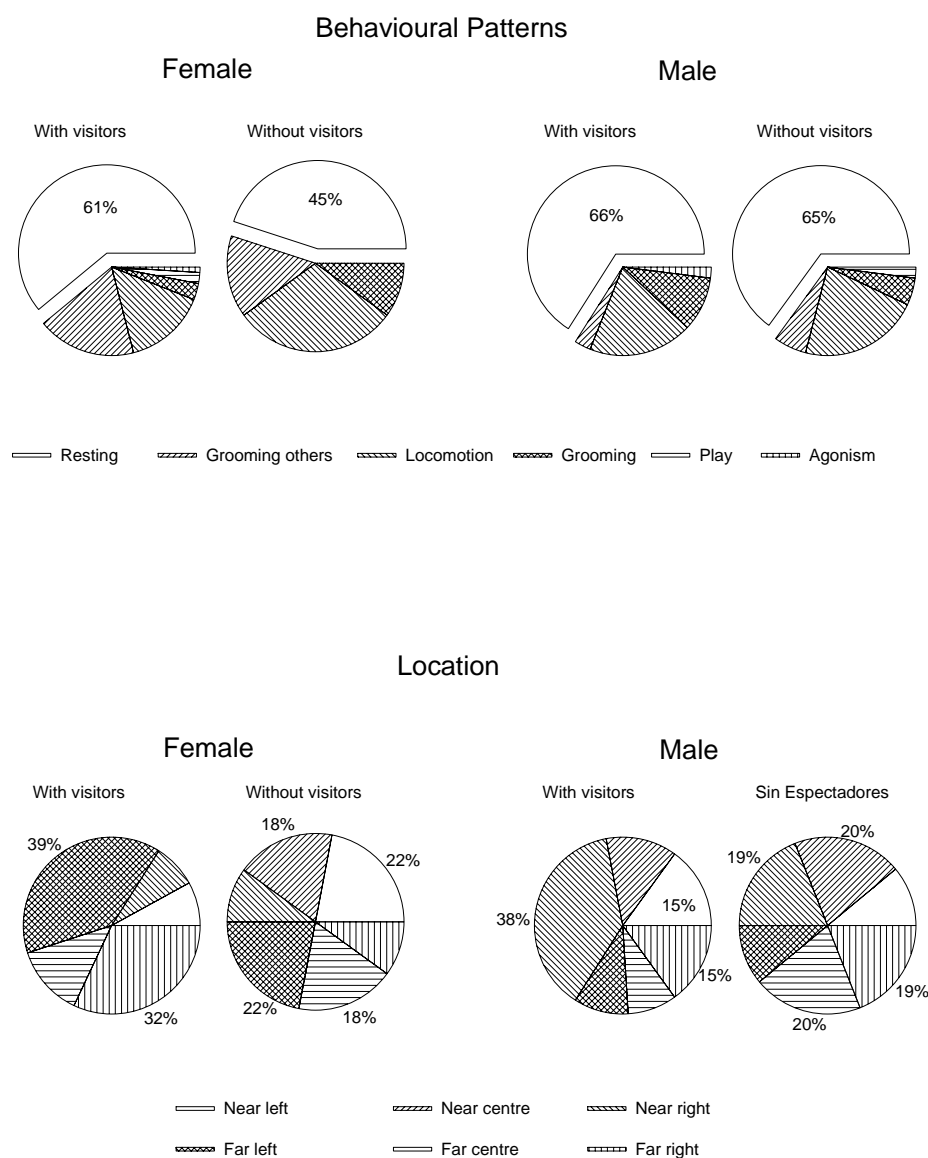 Behavioural Patterns
Female Male
With visitors Without visitors With visitors Without visitors
61% 45% 66% 65%
Resting Grooming others Locomotion Grooming Play Agonism
Location
Female Male
With visitors Without visitors With visitors Sin Espectadores
39% 18% 22% 20% 19%
38% 15%
32% 22% 18% 15% 20% 19%
Near left Near centre Near right
Far left Far centre Far right